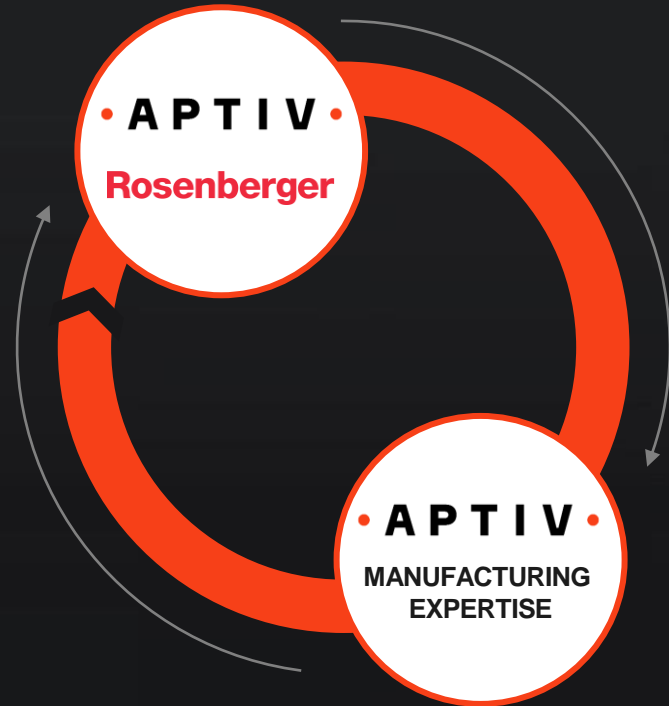 • APTIV •
Rosenberger
• APTIV •
MANUFACTURING
EXPERTISE